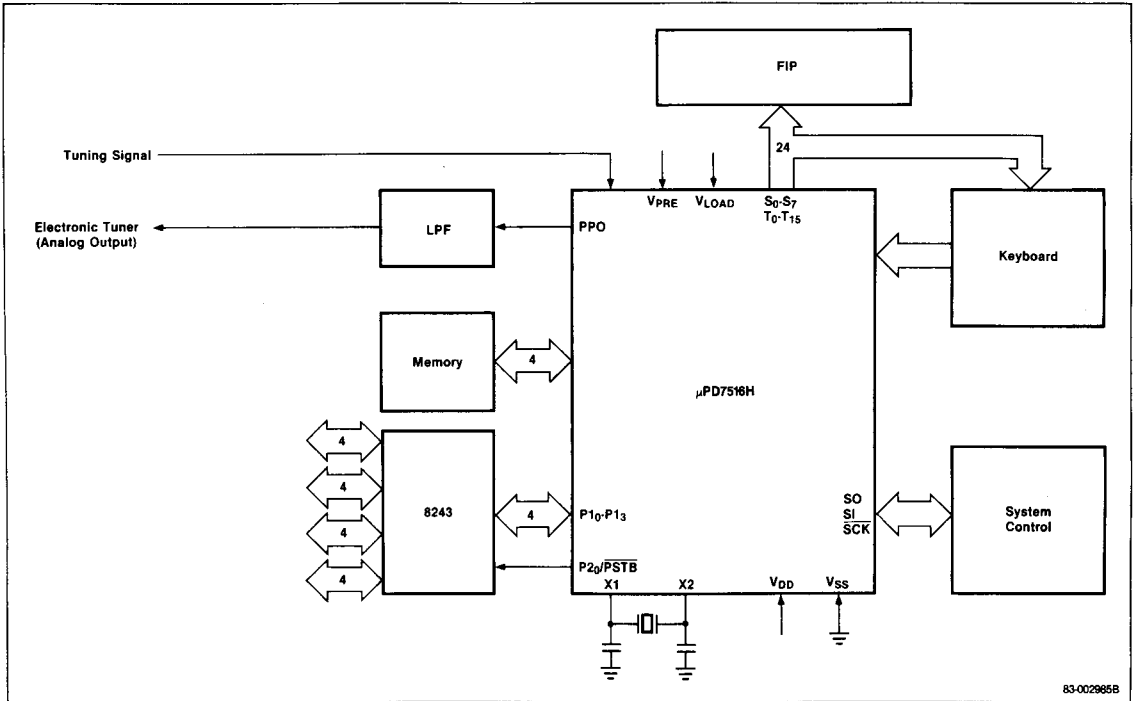 FIP
24
Tuning Signal
VPRE
VLOAD
S0-S7
T0-T15
Electronic Tuner
(Analog Output)
LPF
PPO
Keyboard
Memory
4
μPD7516H
4
4
4
4
8243
4
P10-P13
P20/PSTB
SO
SI
SCK
System
Control
X1
X2
VDD
VSS
83-002985B